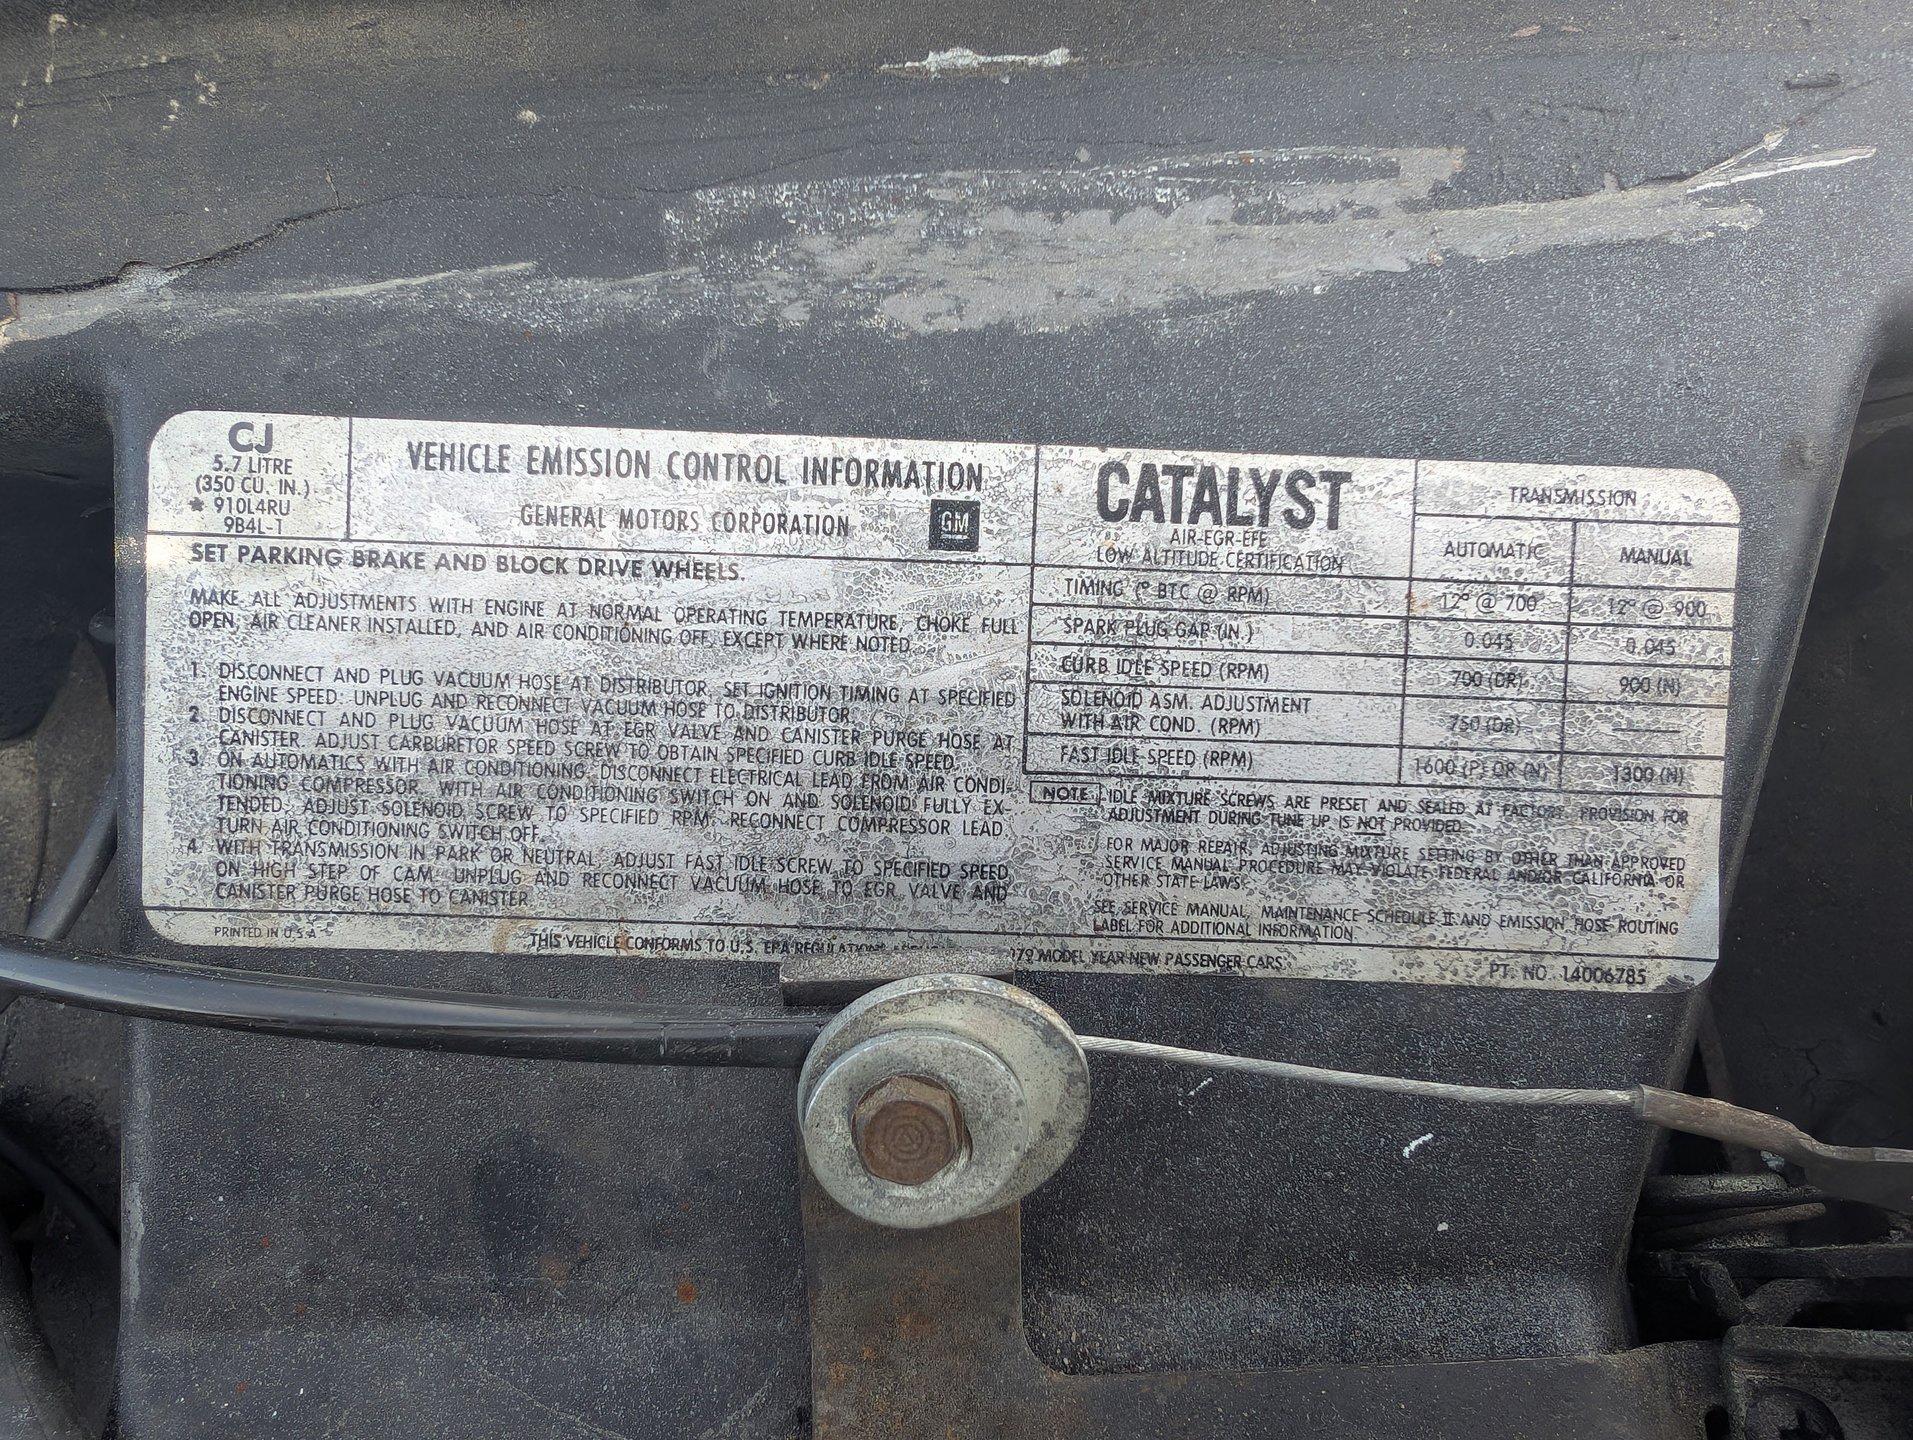 CJ
5.7 LITRE
(350 CU. IN.)
* 910L4RU
9B4L-1
VEHICLE EMISSION CONTROL INFORMATION
GENERAL MOTORS CORPORATION
GM
CATALYST
AIR-EGR-EFE
LOW ALTITUDE CERTIFICATION
TRANSMISSION
AUTOMATIC MANUAL
TIMING (° BTC @ RPM) 12° @ 700 12° @ 900
SPARK PLUG GAP (IN.) 0.045 0.045
CURB IDLE SPEED (RPM) 700 (DR) 900 (N)
SOLENOID ASM. ADJUSTMENT
WITH AIR COND. (RPM) 750 (DR) ——
FAST IDLE SPEED (RPM) 1600 (P) OR (N) 1300 (N)
SET PARKING BRAKE AND BLOCK DRIVE WHEELS.
MAKE ALL ADJUSTMENTS WITH ENGINE AT NORMAL OPERATING TEMPERATURE, CHOKE FULL
OPEN, AIR CLEANER INSTALLED, AND AIR CONDITIONING OFF, EXCEPT WHERE NOTED.
1. DISCONNECT AND PLUG VACUUM HOSE AT DISTRIBUTOR. SET IGNITION TIMING AT SPECIFIED
ENGINE SPEED. UNPLUG AND RECONNECT VACUUM HOSE TO DISTRIBUTOR.
2. DISCONNECT AND PLUG VACUUM HOSE AT EGR VALVE AND CANISTER PURGE HOSE AT
CANISTER. ADJUST CARBURETOR SPEED SCREW TO OBTAIN SPECIFIED CURB IDLE SPEED.
3. ON AUTOMATICS WITH AIR CONDITIONING, DISCONNECT ELECTRICAL LEAD FROM AIR CONDI-
TIONING COMPRESSOR. WITH AIR CONDITIONING SWITCH ON AND SOLENOID FULLY EX-
TENDED, ADJUST SOLENOID SCREW TO SPECIFIED RPM. RECONNECT COMPRESSOR LEAD.
TURN AIR CONDITIONING SWITCH OFF.
4. WITH TRANSMISSION IN PARK OR NEUTRAL, ADJUST FAST IDLE SCREW TO SPECIFIED SPEED
ON HIGH STEP OF CAM. UNPLUG AND RECONNECT VACUUM HOSE TO EGR VALVE AND
CANISTER PURGE HOSE TO CANISTER.
NOTE IDLE MIXTURE SCREWS ARE PRESET AND SEALED AT FACTORY. PROVISION FOR
ADJUSTMENT DURING TUNE UP IS NOT PROVIDED.
FOR MAJOR REPAIR, ADJUSTING MIXTURE SETTING BY OTHER THAN APPROVED
SERVICE MANUAL PROCEDURE MAY VIOLATE FEDERAL AND/OR CALIFORNIA OR
OTHER STATE LAWS.
SEE SERVICE MANUAL, MAINTENANCE SCHEDULE II AND EMISSION HOSE ROUTING
LABEL FOR ADDITIONAL INFORMATION.
PRINTED IN U.S.A.
THIS VEHICLE CONFORMS TO U.S. EPA REGULATIONS 79 MODEL YEAR NEW PASSENGER CARS
PT. NO. 14006785